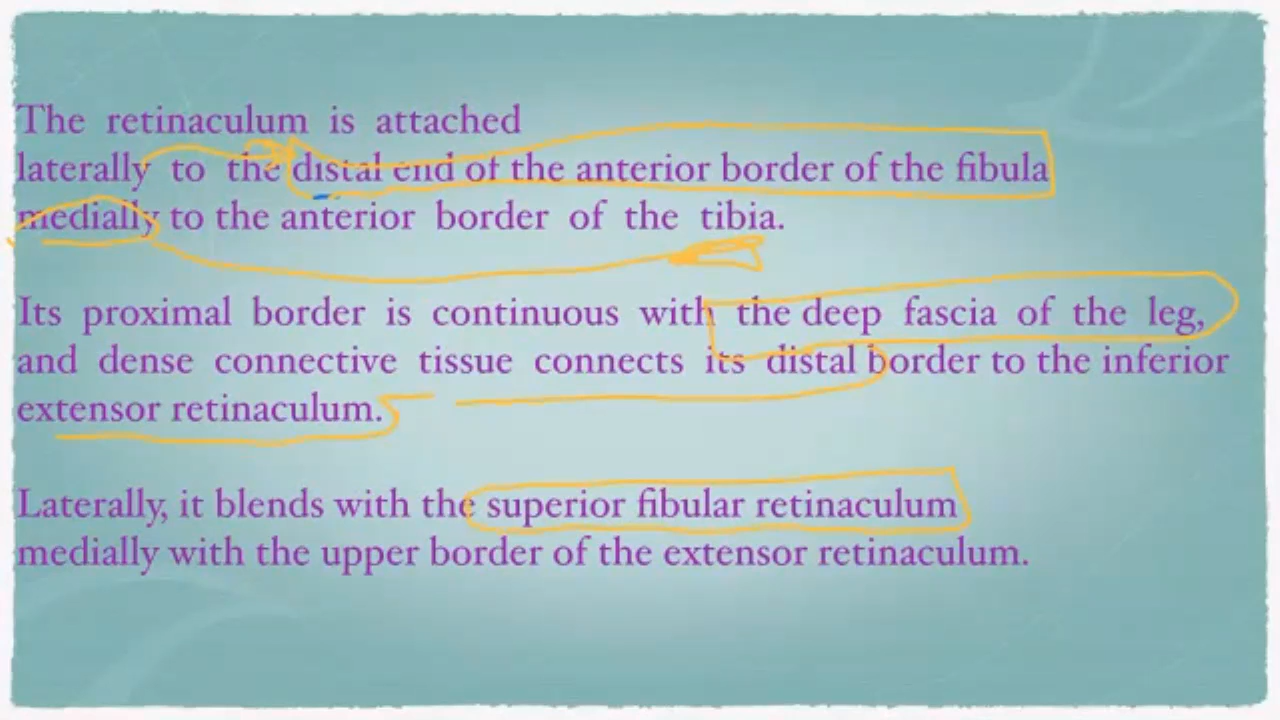 The retinaculum is attached
laterally to the distal end of the anterior border of the fibula
medially to the anterior border of the tibia.
Its proximal border is continuous with the deep fascia of the leg,
and dense connective tissue connects its distal border to the inferior
extensor retinaculum.
Laterally, it blends with the superior fibular retinaculum
medially with the upper border of the extensor retinaculum.